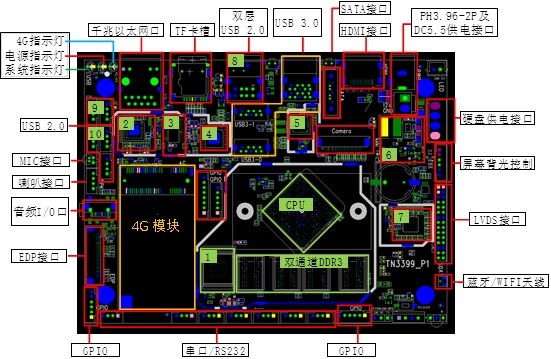 SATA接口
双层
USB 2.0
PH3.96-2P及
DC5.5供电接口
千兆以太网口
TF卡槽
USB 3.0
HDMI接口
4G指示灯
电源指示灯
系统指示灯
8
9
10
2
3
4
5
6
7
1
USB 2.0
硬盘供电接口
MIC接口
屏幕背光控制
喇叭接口
音频I/O口
LVDS接口
EDP接口
蓝牙/WIFI天线
USB3-1
USB3-0
Camera
GPIO
GPIO
4G模块
CPU
双通道DDR3
TN3399_P1
EDP
GPIO
串口/RS232
GPIO